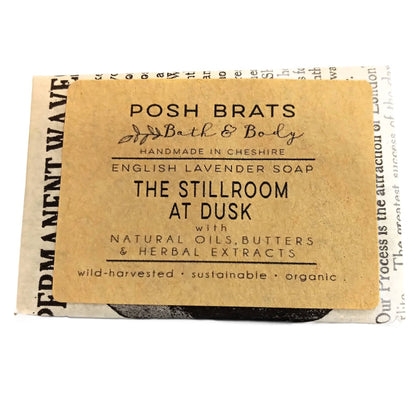 POSH BRATS
Bath & Body
HANDMADE IN CHESHIRE
ENGLISH LAVENDER SOAP
THE STILLROOM
AT DUSK
with
NATURAL OILS, BUTTERS
& HERBAL EXTRACTS
wild-harvested • sustainable • organic
PERMANENT WAVE
Our Process is the attraction of London
The greatest success of the